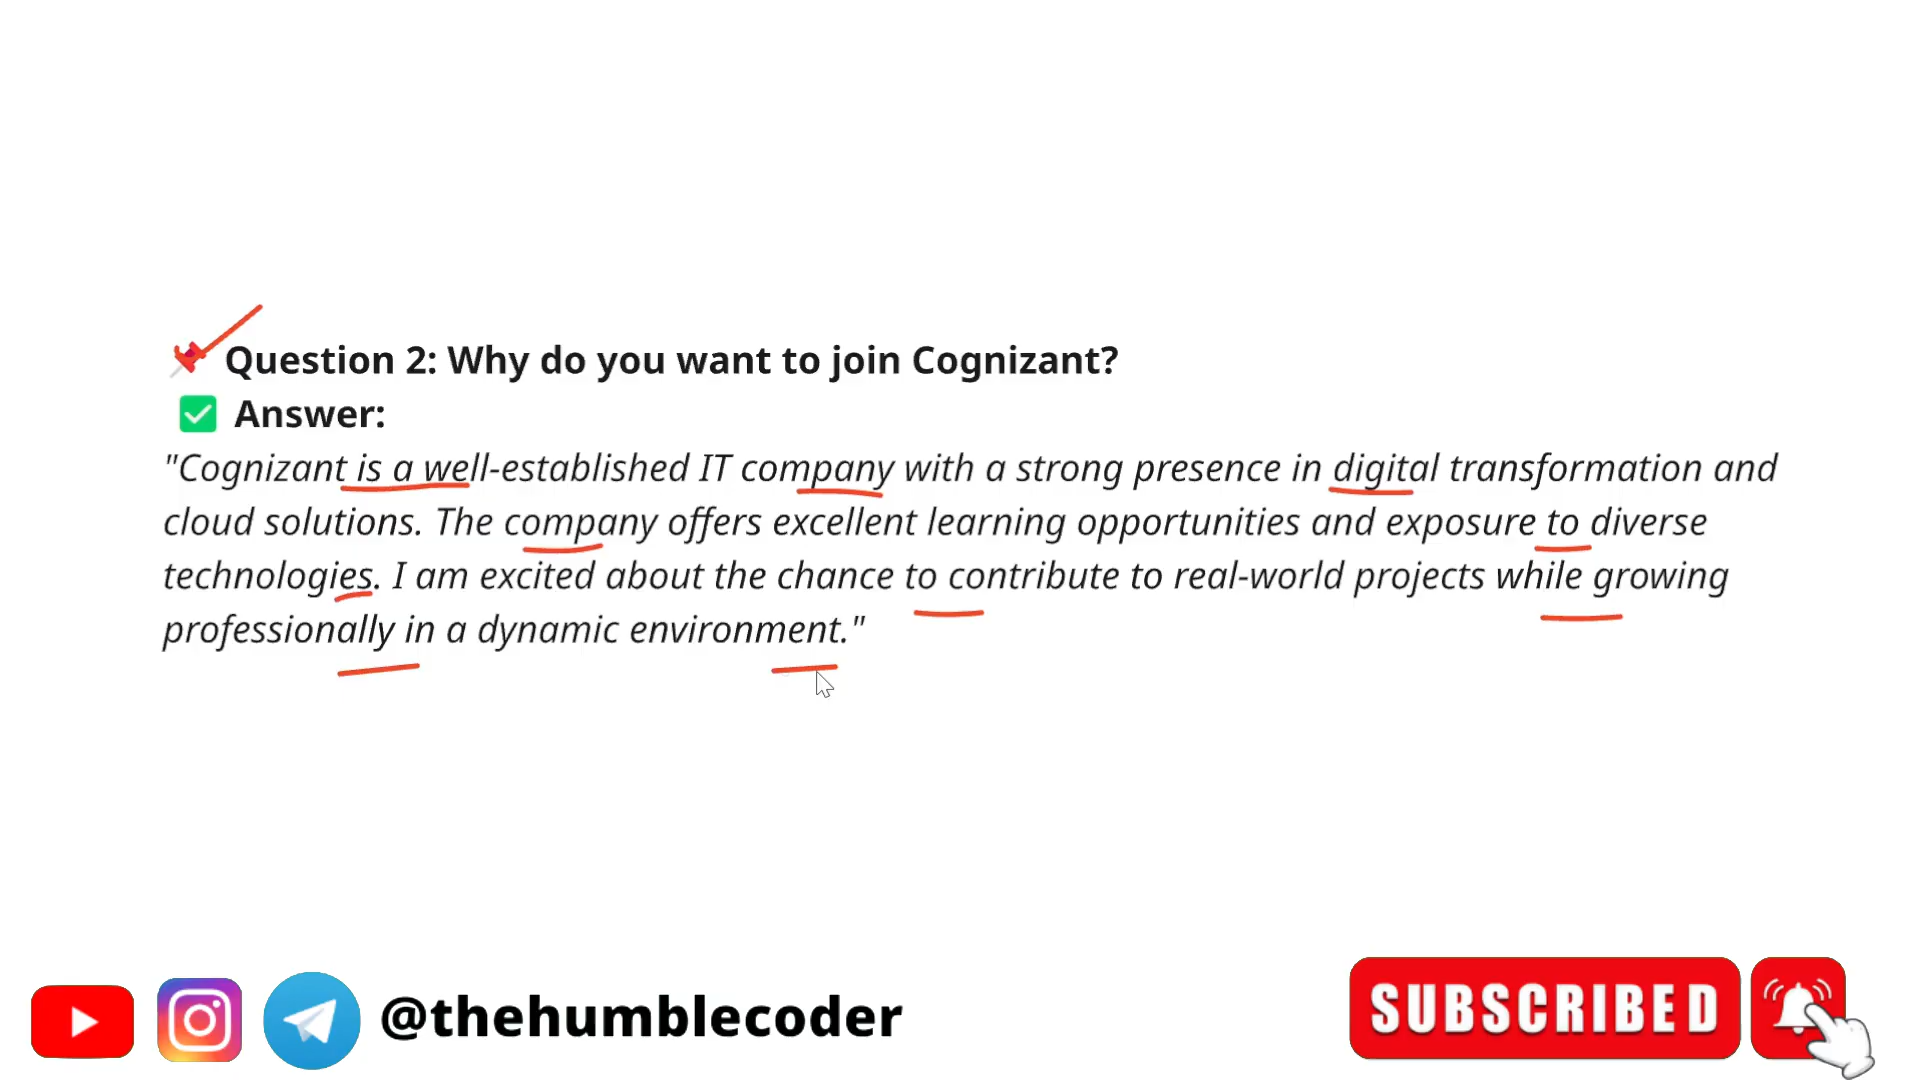 Question 2: Why do you want to join Cognizant?
Answer:
"Cognizant is a well-established IT company with a strong presence in digital transformation and
cloud solutions. The company offers excellent learning opportunities and exposure to diverse
technologies. I am excited about the chance to contribute to real-world projects while growing
professionally in a dynamic environment."
@thehumblecoder
SUBSCRIBED